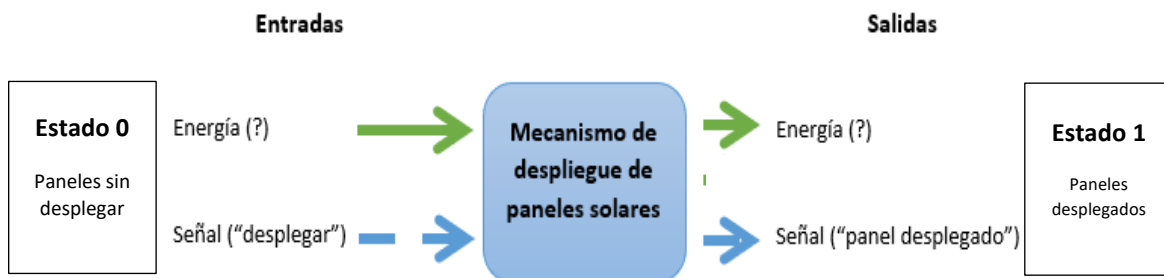 Entradas
Salidas
Estado 0
Paneles sin
desplegar
Energía (?)
Señal (“desplegar”)
Mecanismo de
despliegue de
paneles solares
Energía (?)
Señal (“panel desplegado”)
Estado 1
Paneles
desplegados